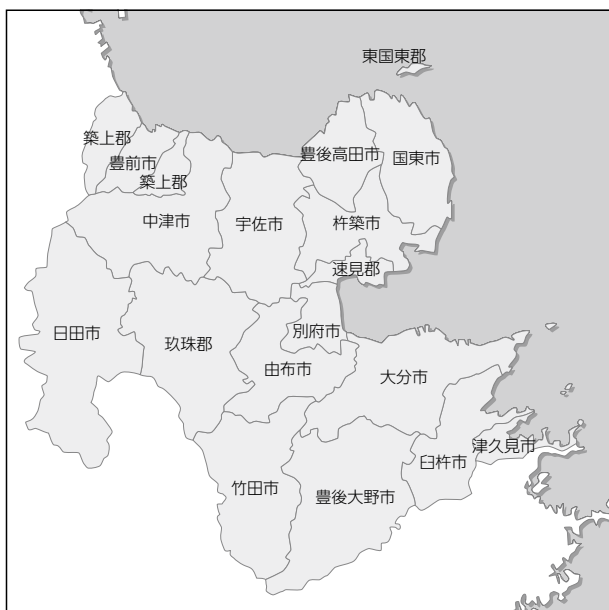 東国東郡
築上郡
豊前市
築上郡
豊後高田市
国東市
中津市
宇佐市
杵築市
速見郡
日田市
玖珠郡
別府市
由布市
大分市
津久見市
臼杵市
竹田市
豊後大野市